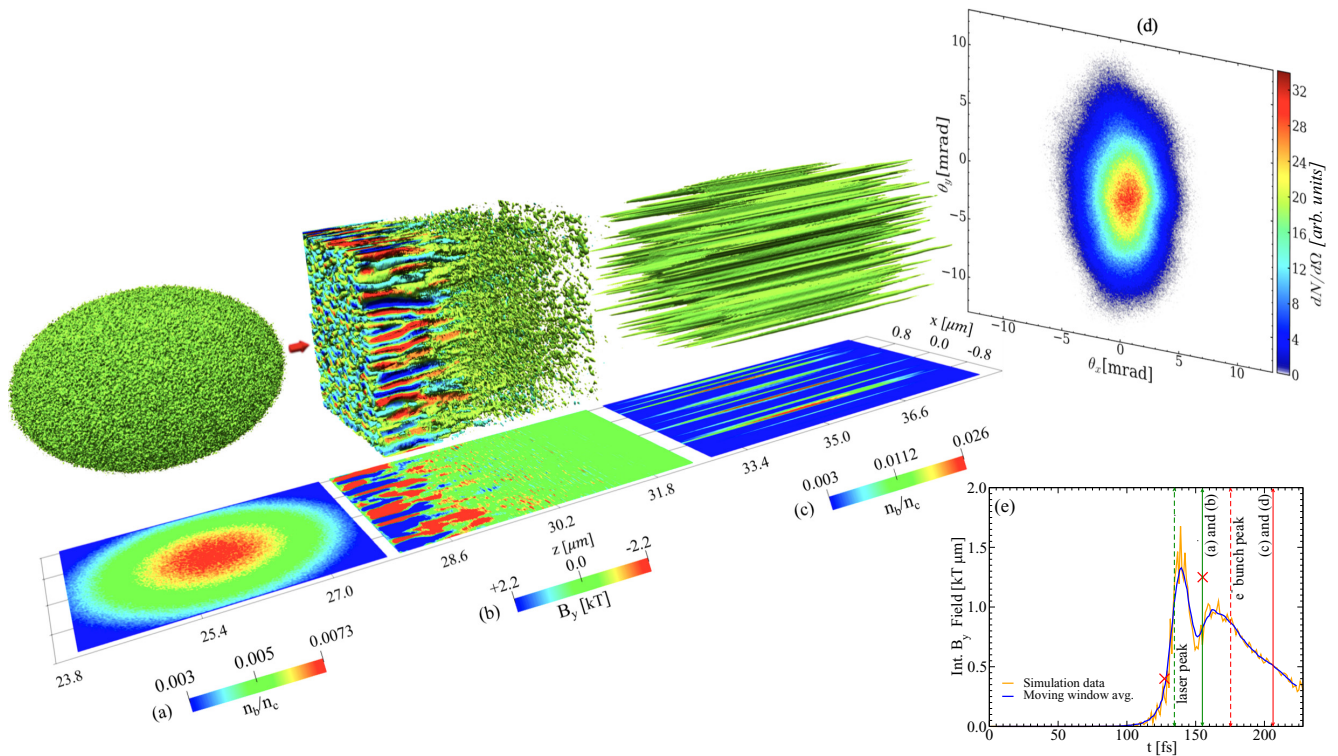 (d)
10
5
0
−5
−10
θy [mrad]
−10
−5
0
5
10
θx[mrad]
32
28
24
20
16
12
8
4
0
dN/dΩ [arb. units]
x [μm]
0.8
0.0
-0.8
23.8
25.4
27.0
28.6
30.2
31.8
33.4
35.0
36.6
z [μm]
(a)
0.003
0.005
0.0073
nb/nc
(b)
+2.2
0.0
-2.2
By [kT]
(c)
0.003
0.0112
0.026
nb/nc
(e)
2.0
1.5
1.0
0.5
0.0
Int. By Field [kT μm]
laser peak
(a) and (b)
e- bunch peak
(c) and (d)
Simulation data
Moving window avg.
0
50
100
150
200
t [fs]